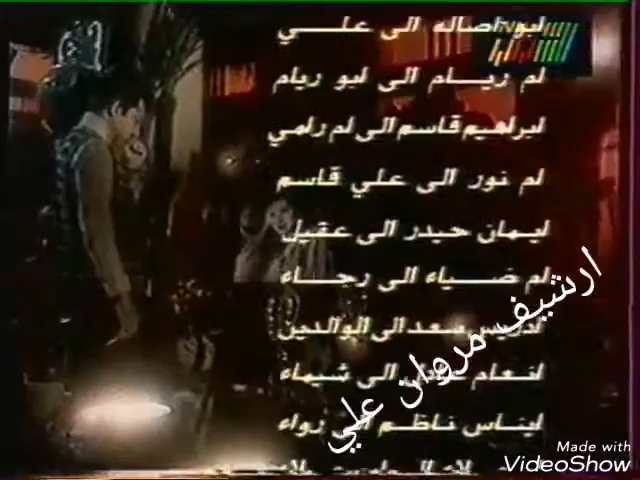 ابو اصاله الى علي
ام ريام الى ابو ريام
ابراهيم قاسم الى ام رامي
ام نور الى علي قاسم
ايمان حيدر الى عقيل
ام ضياء الى رجاء
ادريس سعد الى الوالدين
انعام الى شيماء
ايناس ناظم الى رواء
ارشيف مروان علي
Made with
VideoShow